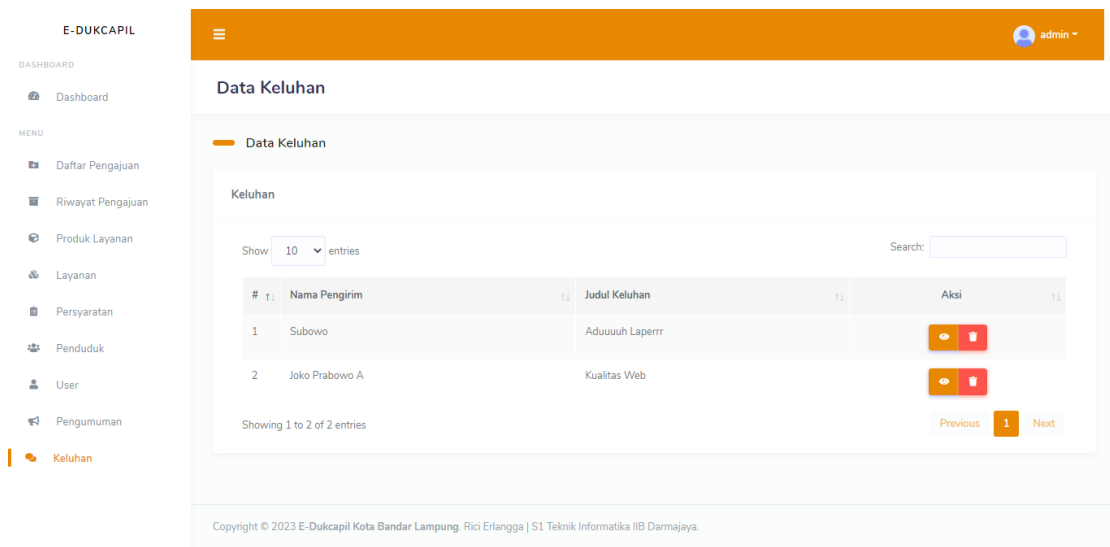 E-DUKCAPIL
DASHBOARD
Dashboard
MENU
Daftar Pengajuan
Riwayat Pengajuan
Produk Layanan
Layanan
Persyaratan
Penduduk
User
Pengumuman
Keluhan
admin
Data Keluhan
Data Keluhan
Keluhan
Show 10 entries Search:
# Nama Pengirim Judul Keluhan Aksi
1 Subowo Aduuuuh Laperrr
2 Joko Prabowo A Kualitas Web
Showing 1 to 2 of 2 entries Previous 1 Next
Copyright © 2023 E-Dukcapil Kota Bandar Lampung. Rici Erlangga | S1 Teknik Informatika IIB Darmajaya.